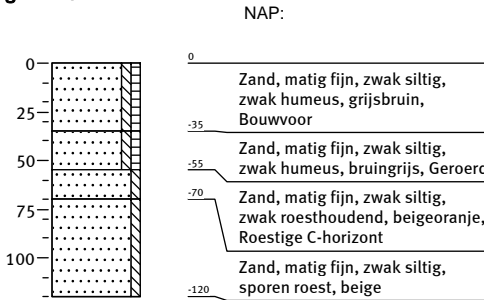 NAP:
0
0
Zand, matig fijn, zwak siltig,
zwak humeus, grijsbruin,
Bouwvoor
25
-35
Zand, matig fijn, zwak siltig,
50
-55
zwak humeus, bruingrijs, Geroerd
-70
Zand, matig fijn, zwak siltig,
75
zwak roesthoudend, beigeoranje,
Roestige C-horizont
100
Zand, matig fijn, zwak siltig,
-120
sporen roest, beige